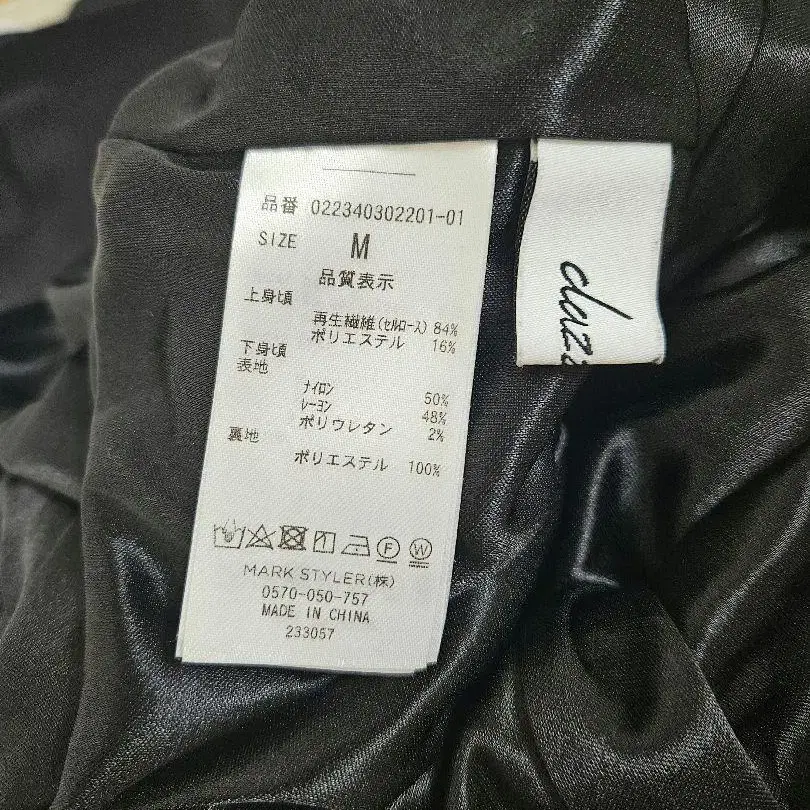 品番 022340302201-01
SIZE M
品質表示
上身頃
再生繊維(セルロース) 84%
ポリエステル 16%
下身頃
表地
ナイロン 50%
レーヨン 48%
ポリウレタン 2%
裏地
ポリエステル 100%
F W
MARK STYLER(株)
0570-050-757
MADE IN CHINA
233057